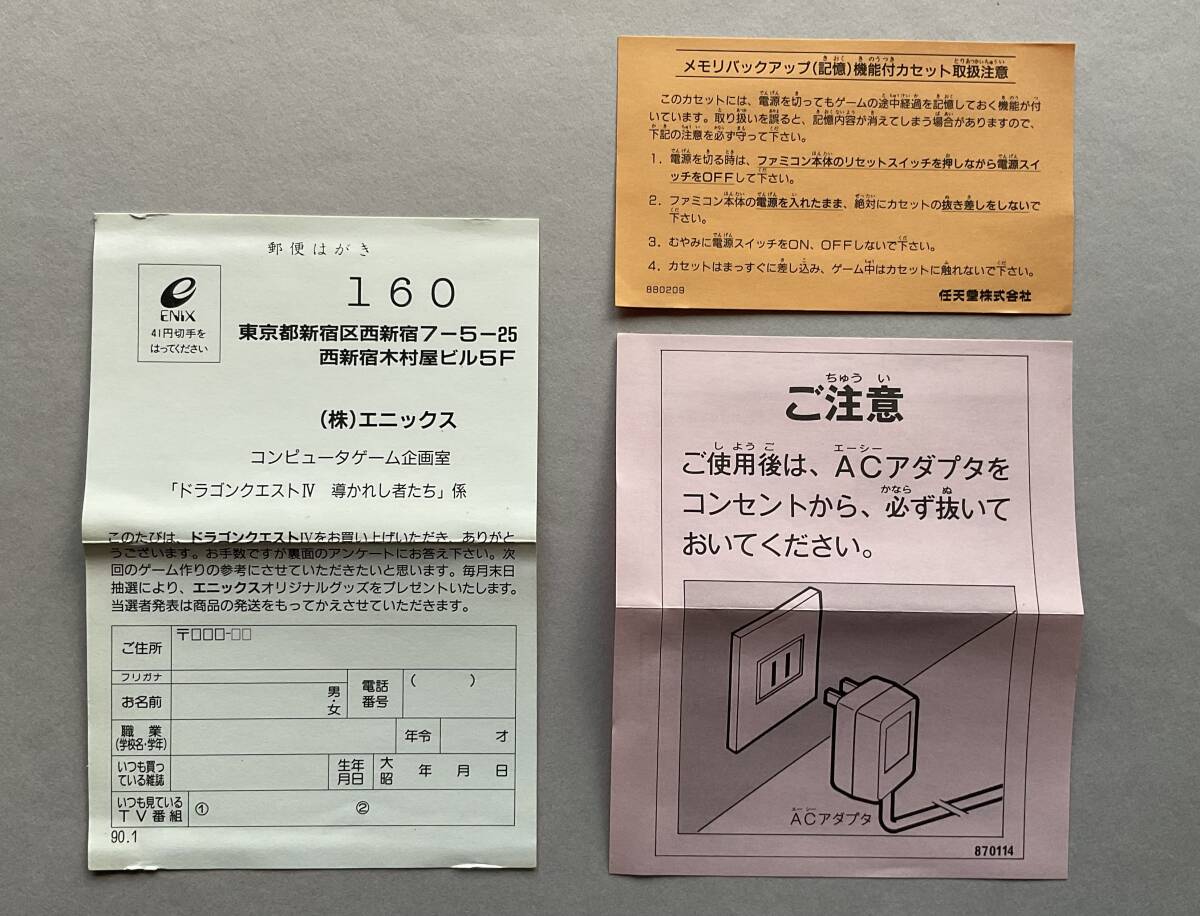 郵便はがき
ENIX
41円切手を
はってください
160
東京都新宿区西新宿7-5-25
西新宿木村屋ビル5F
(株)エニックス
コンピュータゲーム企画室
「ドラゴンクエストⅣ 導かれし者たち」係
このたびは、ドラゴンクエストⅣをお買い上げいただき、ありがと
うございます。お手数ですが裏面のアンケートにお答え下さい。次
回のゲーム作りの参考にさせていただきたいと思います。毎月末日
抽選により、エニックスオリジナルグッズをプレゼントいたします。
当選者発表は商品の発送をもってかえさせていただきます。
ご住所 〒□□□-□□
フリガナ
お名前 男・女 電話番号 ( )
職業(学校名・学年) 年令 才
いつも買っている雑誌 生年月日 大昭 年 月 日
いつも見ているTV番組 ① ②
90.1
メモリバックアップ(記憶)機能付カセット取扱注意
このカセットには、電源を切ってもゲームの途中経過を記憶しておく機能が付
いています。取り扱いを誤ると、記憶内容が消えてしまう場合がありますので、
下記の注意を必ず守って下さい。
1. 電源を切る時は、ファミコン本体のリセットスイッチを押しながら電源スイ
ッチをOFFして下さい。
2. ファミコン本体の電源を入れたまま、絶対にカセットの抜き差しをしないで
下さい。
3. むやみに電源スイッチをON、OFFしないで下さい。
4. カセットはまっすぐに差し込み、ゲーム中はカセットに触れないで下さい。
880209
任天堂株式会社
ちゅうい
ご注意
しようご エーシー
ご使用後は、ACアダプタを
かなら ぬ
コンセントから、必ず抜いて
おいてください。
エーシー
ACアダプタ
870114